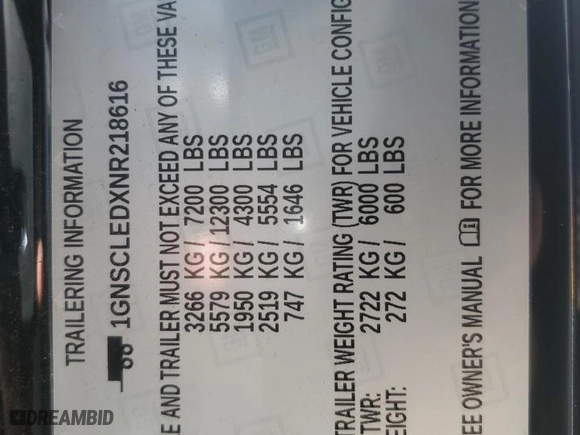 TRAILERING INFORMATION
1GNSCLEDXNR218616
LE AND TRAILER MUST NOT EXCEED ANY OF THESE VA
3266 KG / 7200 LBS
5579 KG / 12300 LBS
1950 KG / 4300 LBS
2519 KG / 5554 LBS
747 KG / 1646 LBS
TRAILER WEIGHT RATING (TWR) FOR VEHICLE CONFIG
TWR: 2722 KG / 6000 LBS
EIGHT: 272 KG / 600 LBS
EE OWNER'S MANUAL FOR MORE INFORMATION
GM
DREAMBID